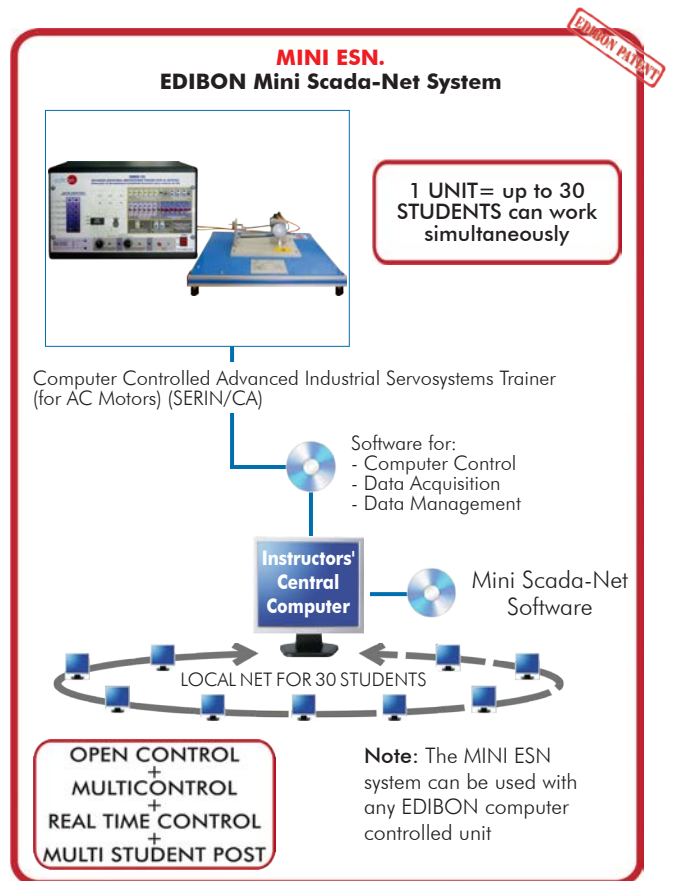 EDIBON PATENT
MINI ESN.
EDIBON Mini Scada-Net System
1 UNIT= up to 30
STUDENTS can work
simultaneously
Computer Controlled Advanced Industrial Servosystems Trainer
(for AC Motors) (SERIN/CA)
Software for:
- Computer Control
- Data Acquisition
- Data Management
Instructors'
Central
Computer
Mini Scada-Net
Software
LOCAL NET FOR 30 STUDENTS
OPEN CONTROL
+
MULTICONTROL
+
REAL TIME CONTROL
+
MULTI STUDENT POST
Note: The MINI ESN
system can be used with
any EDIBON computer
controlled unit